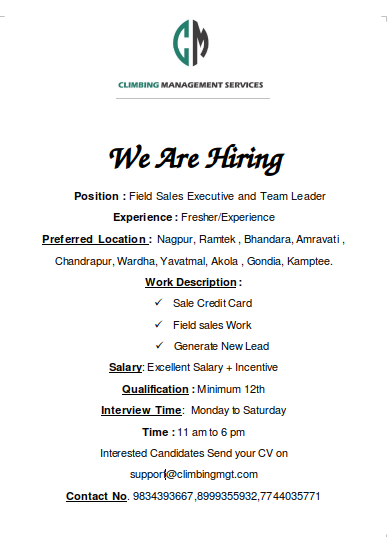 CM
CLIMBING MANAGEMENT SERVICES
We Are Hiring
Position : Field Sales Executive and Team Leader
Experience : Fresher/Experience
Preferred Location : Nagpur, Ramtek , Bhandara, Amravati ,
Chandrapur, Wardha, Yavatmal, Akola , Gondia, Kamptee.
Work Description :
✓ Sale Credit Card
✓ Field sales Work
✓ Generate New Lead
Salary: Excellent Salary + Incentive
Qualification : Minimum 12th
Interview Time: Monday to Saturday
Time : 11 am to 6 pm
Interested Candidates Send your CV on
support@climbingmgt.com
Contact No. 9834393667,8999355932,7744035771